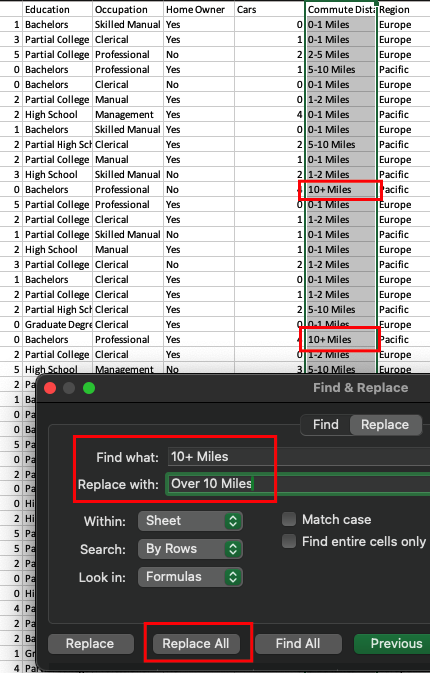 Education Occupation Home Owner Cars Commute Dista Region
1 Bachelors Skilled Manual Yes 0 0-1 Miles Europe
3 Partial College Clerical Yes 1 0-1 Miles Europe
5 Partial College Professional No 2 2-5 Miles Europe
0 Bachelors Professional Yes 1 5-10 Miles Pacific
0 Bachelors Clerical No 0 0-1 Miles Europe
2 Partial College Manual Yes 0 1-2 Miles Europe
2 High School Management Yes 4 0-1 Miles Pacific
1 Bachelors Skilled Manual Yes 0 0-1 Miles Europe
2 Partial High Sch Clerical Yes 2 5-10 Miles Pacific
1 Partial College Manual Yes 1 0-1 Miles Europe
3 High School Skilled Manual No 2 1-2 Miles Pacific
0 Bachelors Professional No 10+ Miles Pacific
5 Partial College Professional Yes 0 0-1 Miles Europe
2 Partial College Clerical Yes 1 1-2 Miles Europe
1 Partial College Skilled Manual No 1 0-1 Miles Europe
2 High School Manual Yes 1 0-1 Miles Europe
3 Partial College Clerical No 2 1-2 Miles Pacific
1 Bachelors Clerical Yes 0 0-1 Miles Europe
2 Partial College Clerical Yes 1 1-2 Miles Europe
2 Partial College Clerical Yes 2 5-10 Miles Pacific
0 Graduate Degre Clerical Yes 0 0-1 Miles Europe
0 Bachelors Professional Yes 4 10+ Miles Pacific
2 Partial College Clerical Yes 0 1-2 Miles Europe
5 High School Management No 3 5-10 Miles Europe
Find & Replace
Find Replace
Find what: 10+ Miles
Replace with: Over 10 Miles
Within: Sheet Match case
Search: By Rows Find entire cells only
Look in: Formulas
Replace Replace All Find All Previous